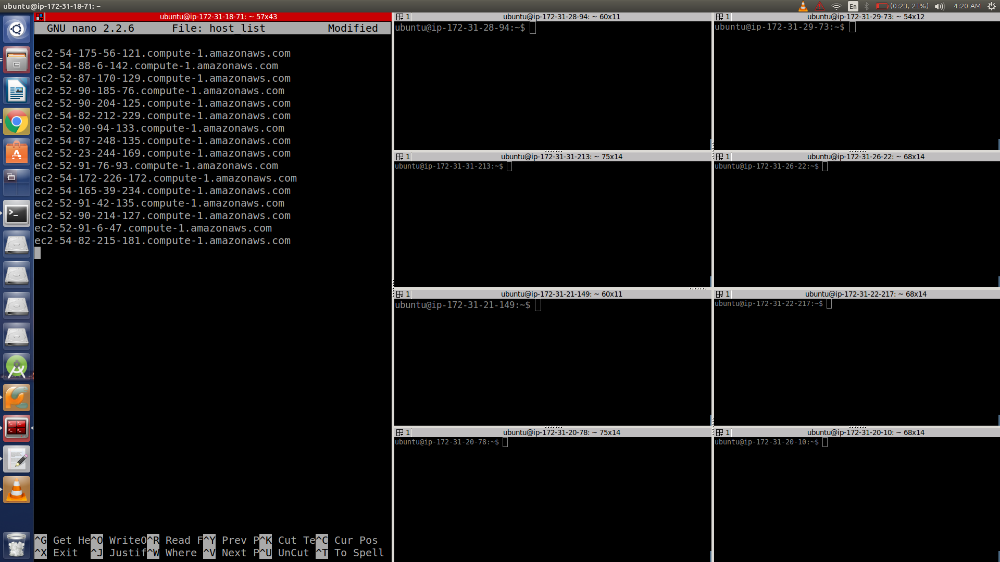 ubuntu@ip-172-31-18-71: ~
En
(0:23, 21%)
4:20 AM
ubuntu@ip-172-31-18-71: ~ 57x43
GNU nano 2.2.6 File: host_list Modified
ec2-54-175-56-121.compute-1.amazonaws.com
ec2-54-88-6-142.compute-1.amazonaws.com
ec2-52-87-170-129.compute-1.amazonaws.com
ec2-52-90-185-76.compute-1.amazonaws.com
ec2-52-90-204-125.compute-1.amazonaws.com
ec2-54-82-212-229.compute-1.amazonaws.com
ec2-52-90-94-133.compute-1.amazonaws.com
ec2-54-87-248-135.compute-1.amazonaws.com
ec2-52-23-244-169.compute-1.amazonaws.com
ec2-52-91-76-93.compute-1.amazonaws.com
ec2-54-172-226-172.compute-1.amazonaws.com
ec2-54-165-39-234.compute-1.amazonaws.com
ec2-52-91-42-135.compute-1.amazonaws.com
ec2-52-90-214-127.compute-1.amazonaws.com
ec2-52-91-6-47.compute-1.amazonaws.com
ec2-54-82-215-181.compute-1.amazonaws.com
^G Get He^O WriteO^R Read F^Y Prev P^K Cut Te^C Cur Pos
^X Exit ^J Justif^W Where ^V Next P^U UnCut ^T To Spell
1 ubuntu@ip-172-31-28-94: ~ 60x11
ubuntu@ip-172-31-28-94:~$
1 ubuntu@ip-172-31-29-73: ~ 54x12
ubuntu@ip-172-31-29-73:~$
1 ubuntu@ip-172-31-31-213: ~ 75x14
ubuntu@ip-172-31-31-213:~$
1 ubuntu@ip-172-31-26-22: ~ 68x14
ubuntu@ip-172-31-26-22:~$
1 ubuntu@ip-172-31-21-149: ~ 60x11
ubuntu@ip-172-31-21-149:~$
1 ubuntu@ip-172-31-22-217: ~ 68x14
ubuntu@ip-172-31-22-217:~$
1 ubuntu@ip-172-31-20-78: ~ 75x14
ubuntu@ip-172-31-20-78:~$
1 ubuntu@ip-172-31-20-10: ~ 68x14
ubuntu@ip-172-31-20-10:~$